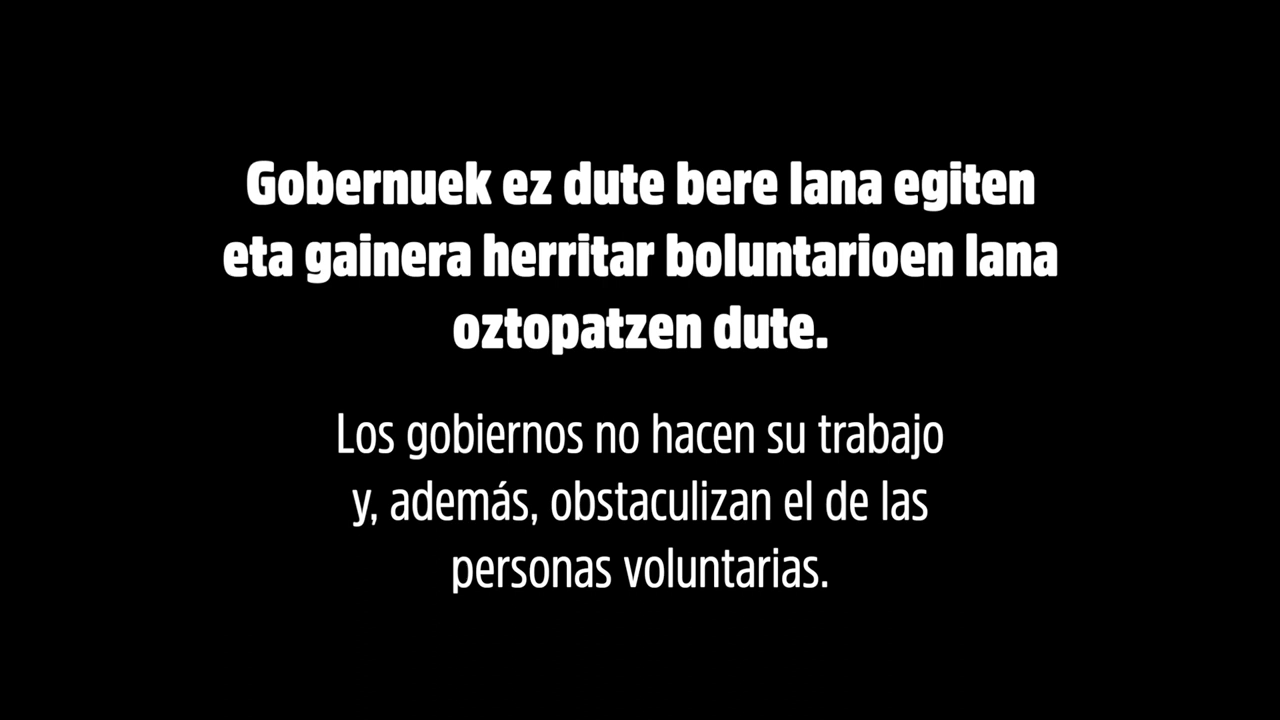 Gobernuek ez dute bere lana egiten
eta gainera herritar boluntarioen lana
oztopatzen dute.
Los gobiernos no hacen su trabajo
y, además, obstaculizan el de las
personas voluntarias.